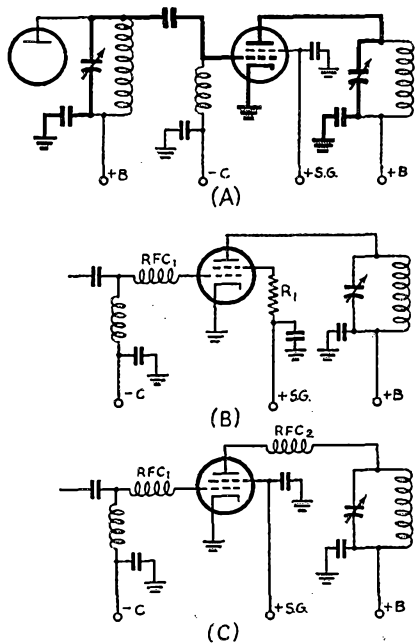 +B
-C
+S.G.
+B
(A)
RFC1
R1
-C
+S.G.
+B
(B)
RFC2
RFC1
-C
+S.G.
+B
(C)